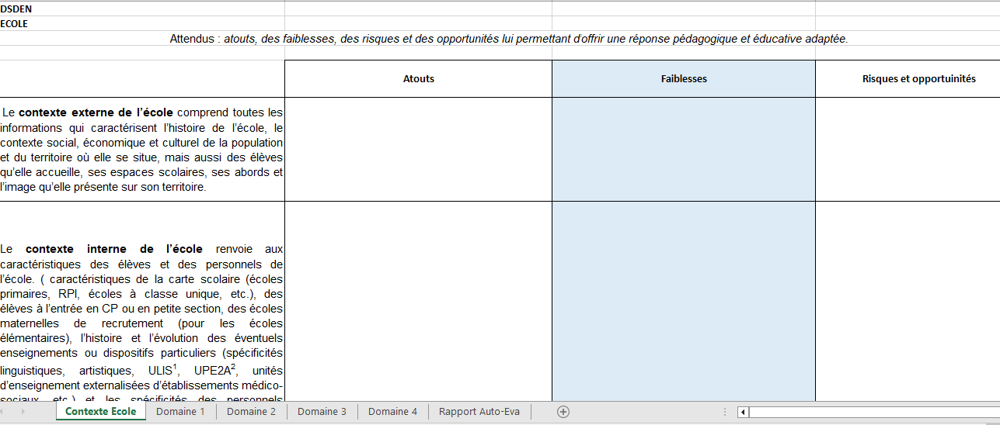 DSDEN
ECOLE
Attendus : atouts, des faiblesses, des risques et des opportunités lui permettant d'offrir une réponse pédagogique et éducative adaptée.
Atouts
Faiblesses
Risques et opportuinités
Le contexte externe de l'école comprend toutes les
informations qui caractérisent l'histoire de l'école, le
contexte social, économique et culturel de la population
et du territoire où elle se situe, mais aussi des élèves
qu'elle accueille, ses espaces scolaires, ses abords et
l'image qu'elle présente sur son territoire.
Le contexte interne de l'école renvoie aux
caractéristiques des élèves et des personnels de
l'école. ( caractéristiques de la carte scolaire (écoles
primaires, RPI, écoles à classe unique, etc.), des
élèves à l'entrée en CP ou en petite section, des écoles
maternelles de recrutement (pour les écoles
élémentaires), l'histoire et l'évolution des éventuels
enseignements ou dispositifs particuliers (spécificités
linguistiques, artistiques, ULIS¹, UPE2A², unités
d'enseignement externalisées d'établissements médico-
sociaux, etc.) et les spécificités des personnels
Contexte Ecole
Domaine 1
Domaine 2
Domaine 3
Domaine 4
Rapport Auto-Eva